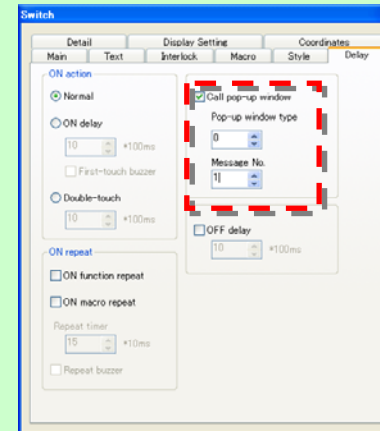 Switch
Detail Display Setting Coordinates
Main Text Interlock Macro Style Delay
ON action
Normal
ON delay
10 *100ms
First-touch buzzer
Double-touch
10 *100ms
ON repeat
ON function repeat
ON macro repeat
Repeat timer
15 *10ms
Repeat buzzer
Call pop-up window
Pop-up window type
0
Message No.
1
OFF delay
10 *100ms